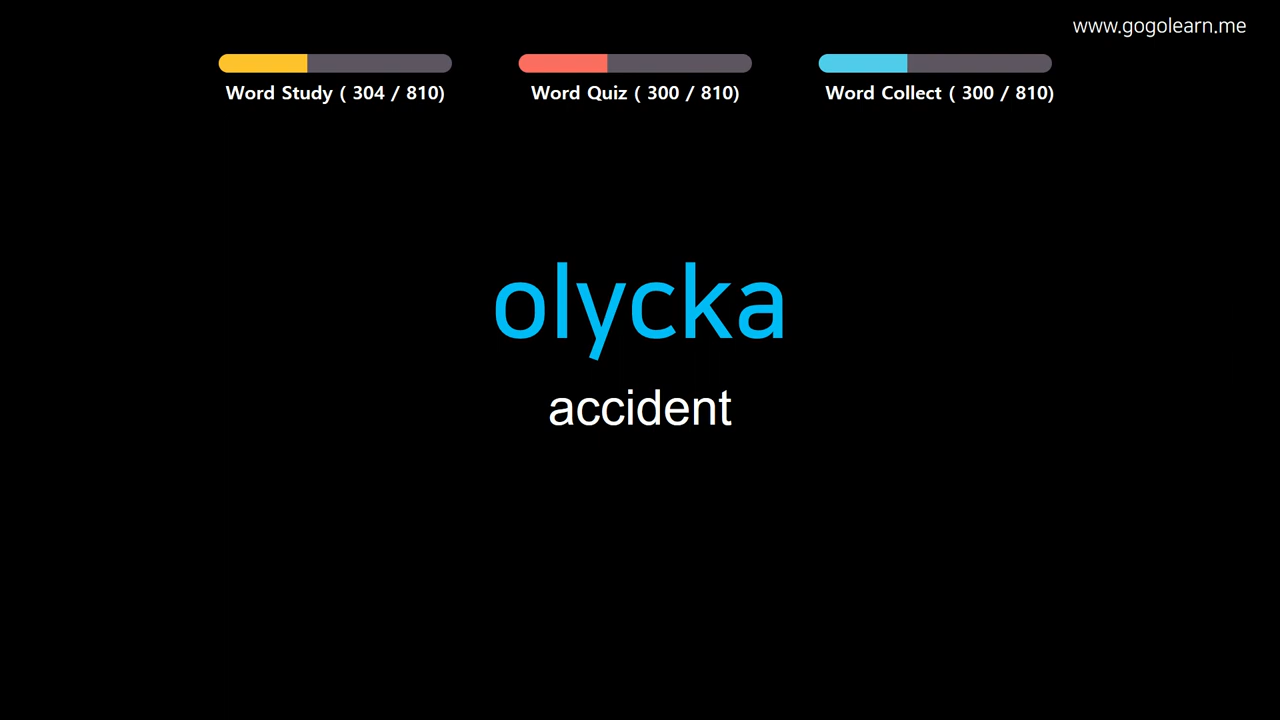 www.gogolearn.me
Word Study ( 304 / 810)
Word Quiz ( 300 / 810)
Word Collect ( 300 / 810)
olycka
accident